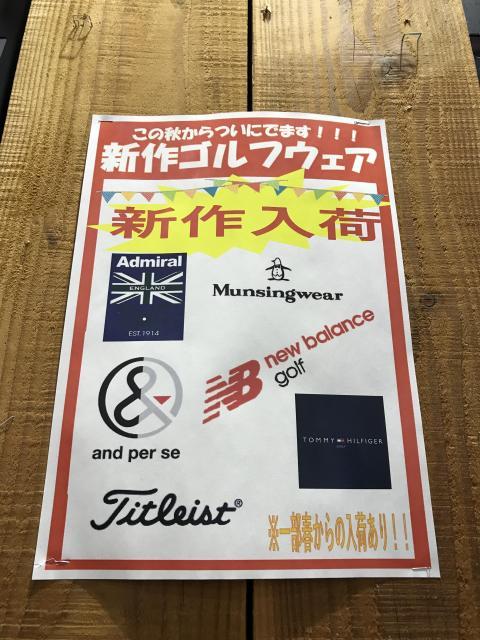 この秋からついにでます！！！
新作ゴルフウェア
新作入荷
Admiral
ENGLAND
EST.1914
Munsingwear
and per se
new balance
golf
TOMMY HILFIGER
GOLF
Titleist®
※一部春からの入荷あり！！